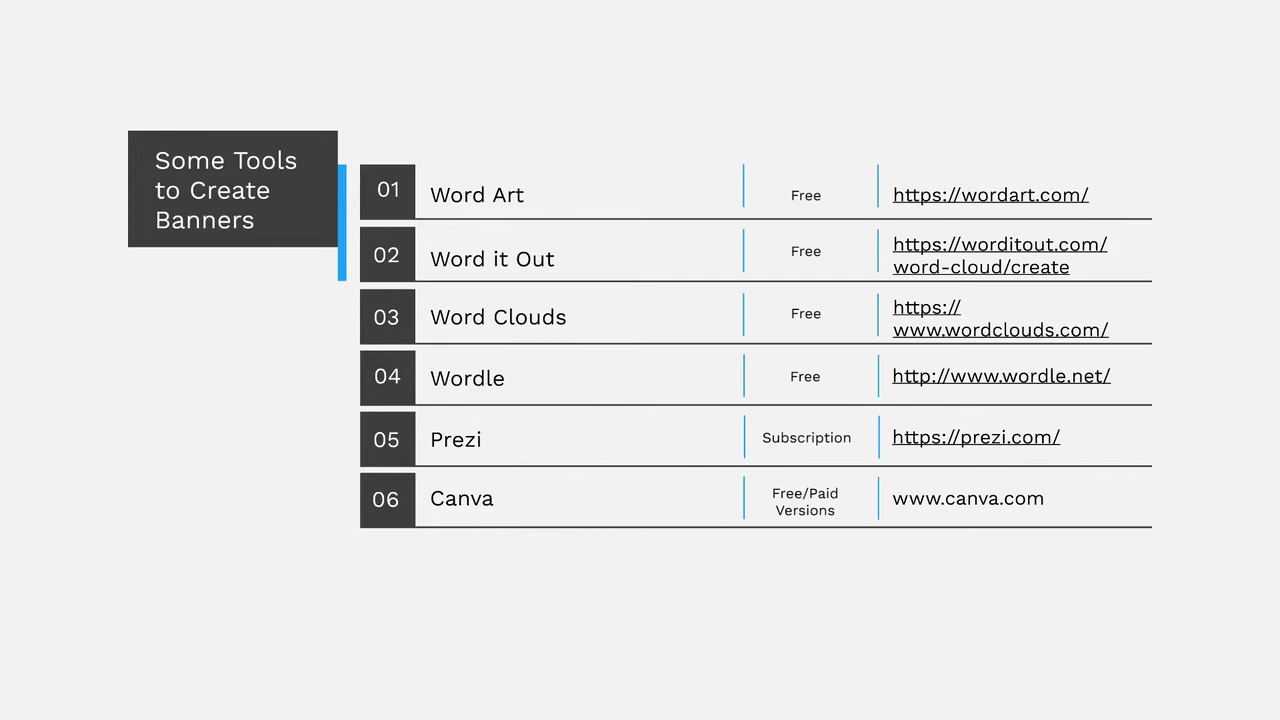 Some Tools
to Create
Banners
01 Word Art Free https://wordart.com/
02 Word it Out Free https://worditout.com/
word-cloud/create
03 Word Clouds Free https://
www.wordclouds.com/
04 Wordle Free http://www.wordle.net/
05 Prezi Subscription https://prezi.com/
06 Canva Free/Paid
Versions www.canva.com